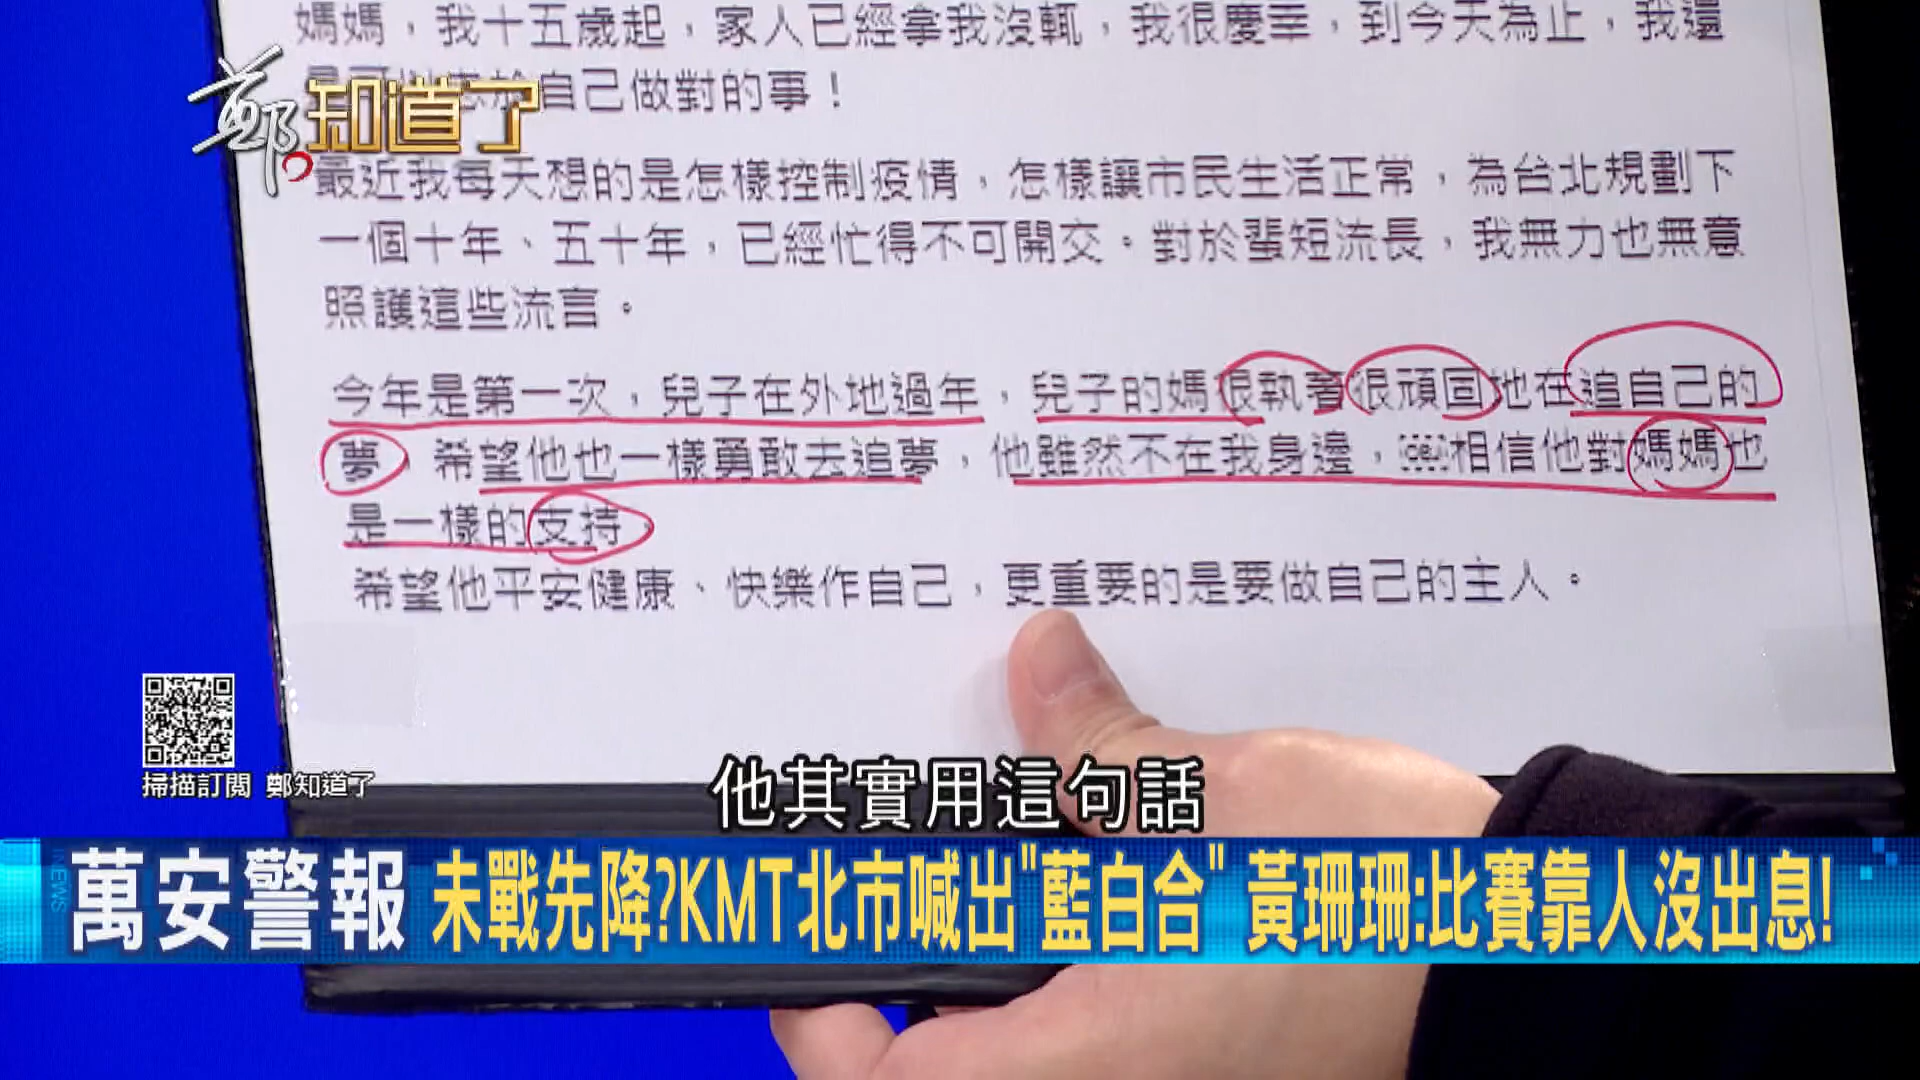 媽媽，我十五歲起，家人已經拿我沒輒，我很慶幸，到今天為止，我還
自己做對的事！
鄭知道了
最近我每天想的是怎樣控制疫情，怎樣讓市民生活正常，為台北規劃下
一個十年、五十年，已經忙得不可開交。對於蜚短流長，我無力也無意
照護這些流言。
今年是第一次，兒子在外地過年，兒子的媽很執著很頑固地在追自己的
夢，希望他也一樣勇敢去追夢，他雖然不在我身邊，OBJ相信他對媽媽也
是一樣的支持，
希望他平安健康、快樂作自己，更重要的是要做自己的主人。
掃描訂閱 鄭知道了
他其實用這句話
INEWS
萬安警報 未戰先降?KMT北市喊出"藍白合" 黃珊珊:比賽靠人沒出息!